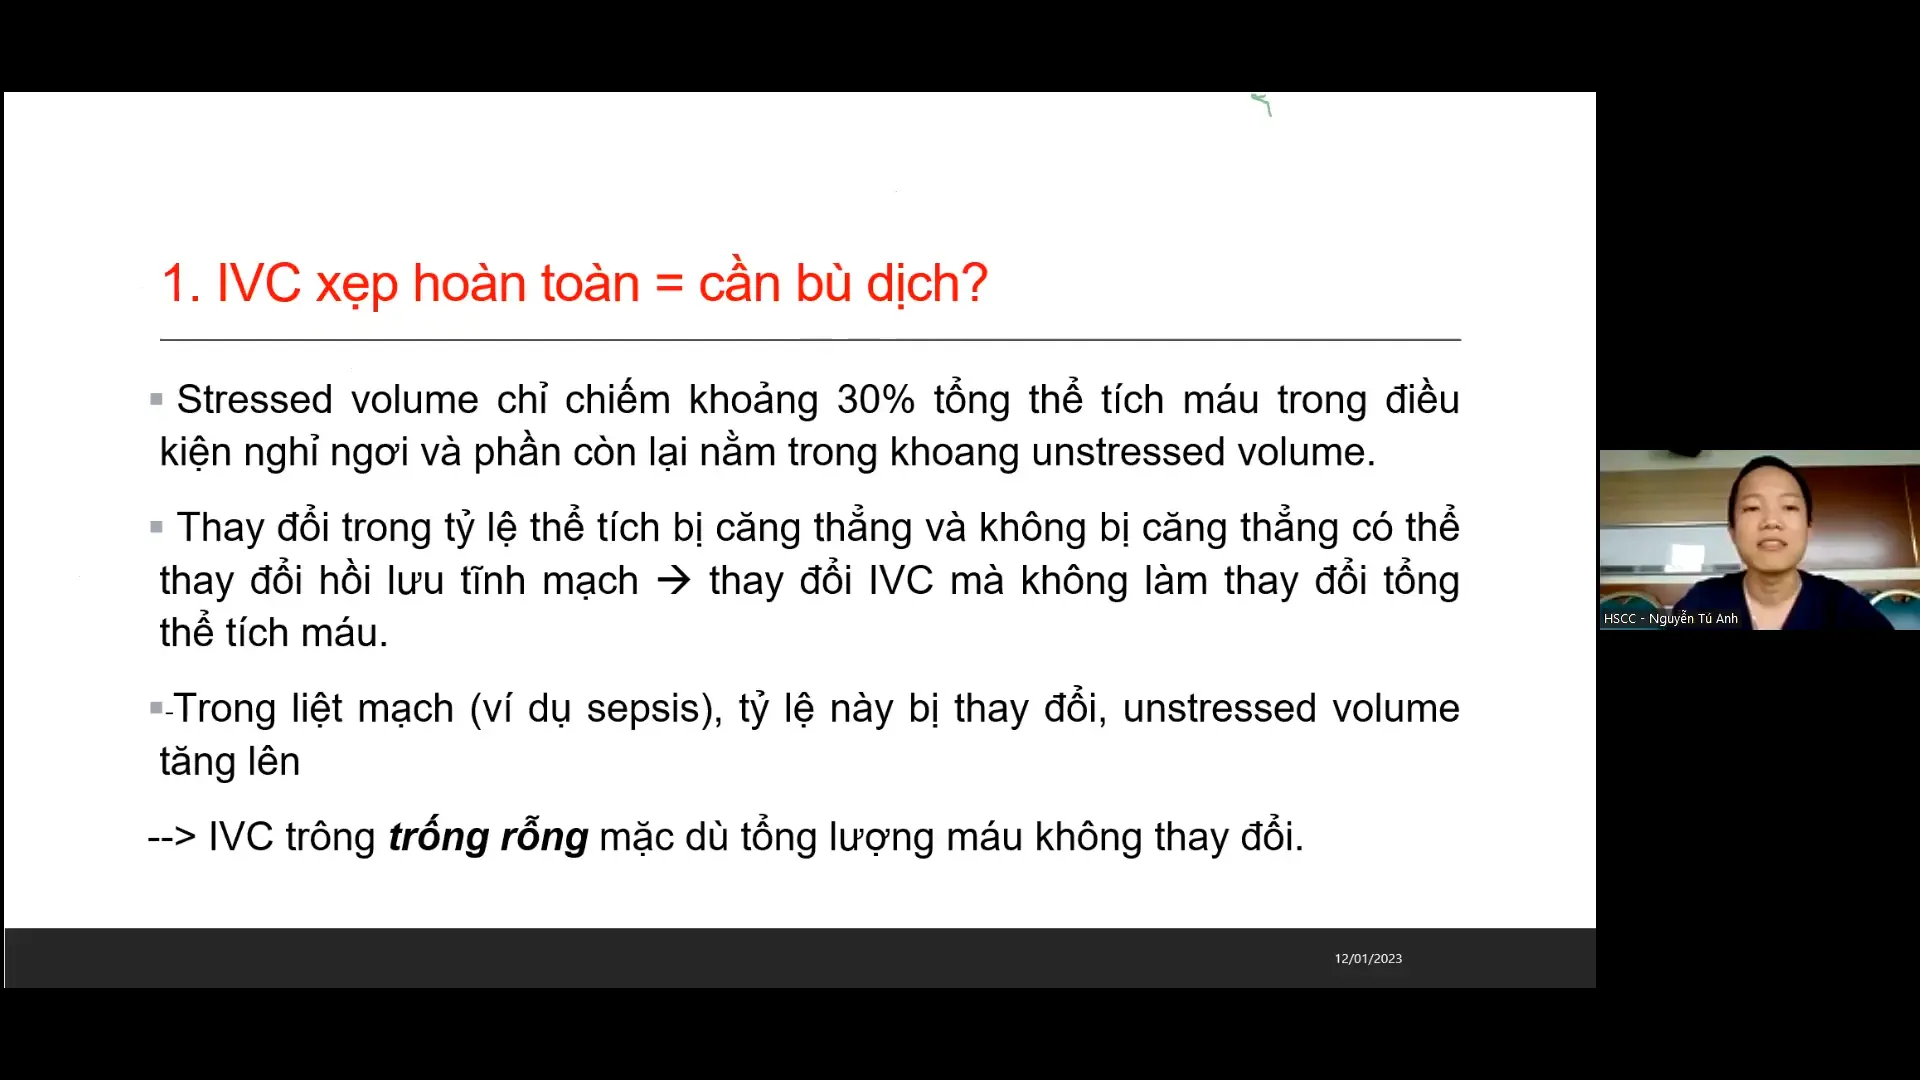 1. IVC xẹp hoàn toàn = cần bù dịch?
Stressed volume chỉ chiếm khoảng 30% tổng thể tích máu trong điều
kiện nghỉ ngơi và phần còn lại nằm trong khoang unstressed volume.
Thay đổi trong tỷ lệ thể tích bị căng thẳng và không bị căng thẳng có thể
thay đổi hồi lưu tĩnh mạch → thay đổi IVC mà không làm thay đổi tổng
thể tích máu.
-Trong liệt mạch (ví dụ sepsis), tỷ lệ này bị thay đổi, unstressed volume
tăng lên
--> IVC trông trống rỗng mặc dù tổng lượng máu không thay đổi.
12/01/2023
HSCC - Nguyễn Tú Anh